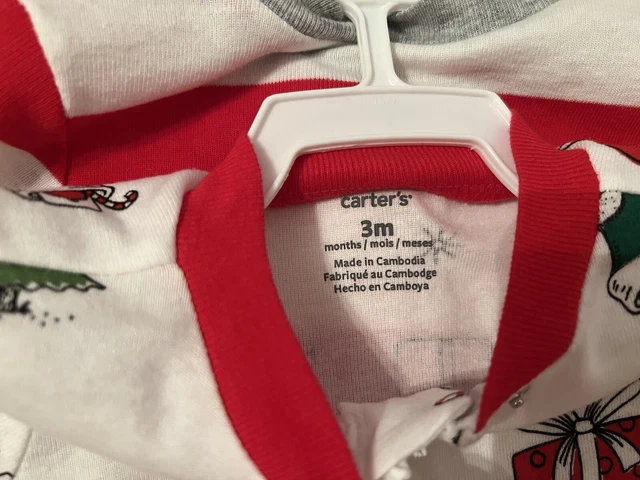 carter's
3m
months / mois / meses
Made in Cambodia
Fabriqué au Cambodge
Hecho en Camboya